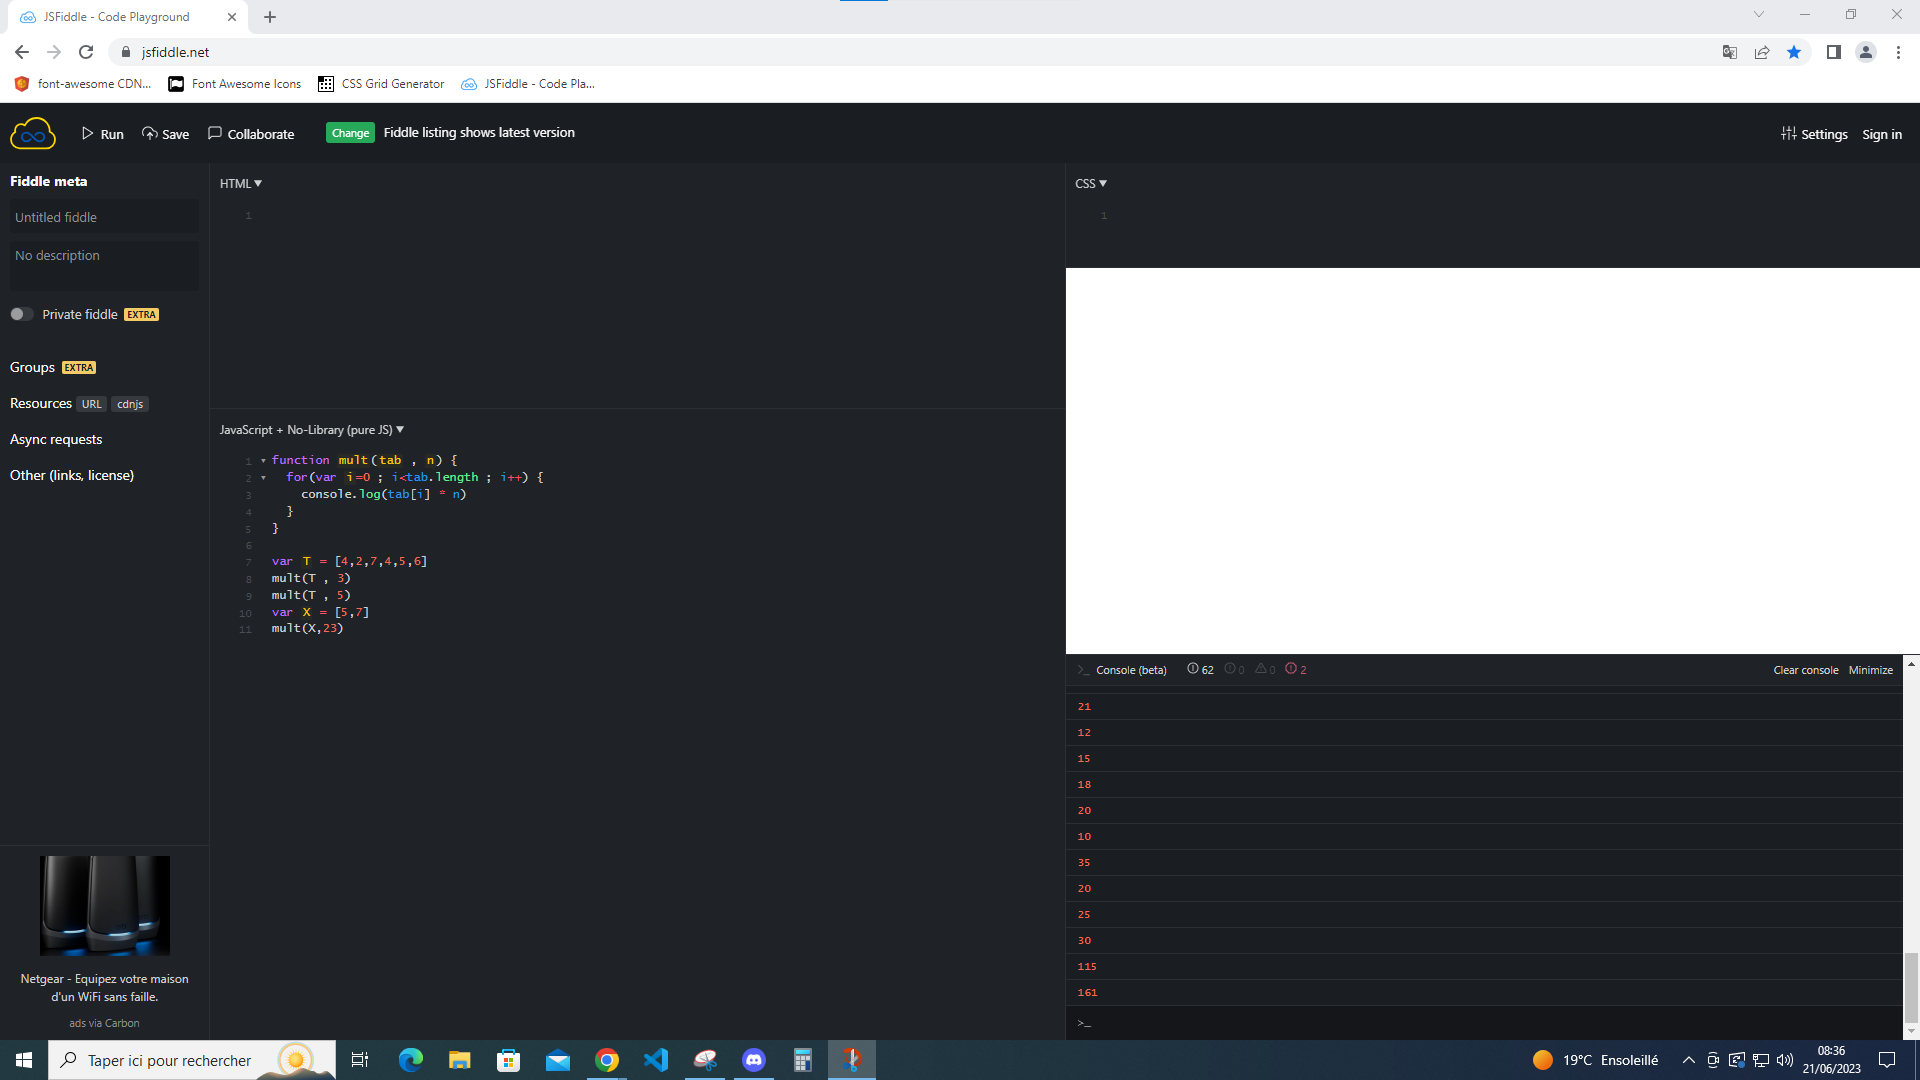 JSFiddle - Code Playground
jsfiddle.net
font-awesome CDN...
Font Awesome Icons
CSS Grid Generator
JSFiddle - Code Pla...
Run
Save
Collaborate
Change
Fiddle listing shows latest version
Settings
Sign in
Fiddle meta
Untitled fiddle
No description
Private fiddle EXTRA
Groups EXTRA
Resources URL cdnjs
Async requests
Other (links, license)
Netgear - Equipez votre maison
d'un WiFi sans faille.
ads via Carbon
HTML ▼
1
JavaScript + No-Library (pure JS) ▼
1 function mult(tab , n) {
2 for(var i=0 ; i<tab.length ; i++) {
3 console.log(tab[i] * n)
4 }
5 }
6
7 var T = [4,2,7,4,5,6]
8 mult(T , 3)
9 mult(T , 5)
10 var X = [5,7]
11 mult(X,23)
CSS ▼
1
>_ Console (beta) 62 0 0 2
Clear console Minimize
21
12
15
18
20
10
35
20
25
30
115
161
>_
Taper ici pour rechercher
19°C Ensoleillé
08:36
21/06/2023